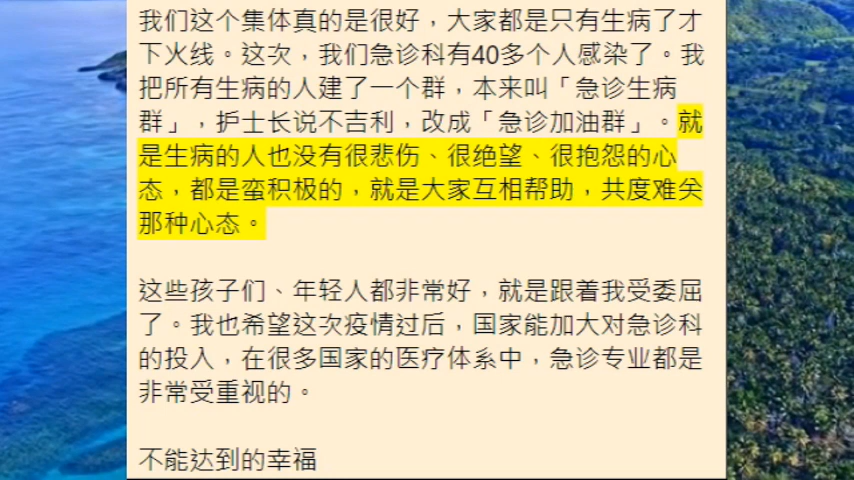 我们这个集体真的是很好，大家都是只有生病了才
下火线。这次，我们急诊科有40多个人感染了。我
把所有生病的人建了一个群，本来叫「急诊生病
群」，护士长说不吉利，改成「急诊加油群」。就
是生病的人也没有很悲伤、很绝望、很抱怨的心
态，都是蛮积极的，就是大家互相帮助，共度难关
那种心态。
这些孩子们、年轻人都非常好，就是跟着我受委屈
了。我也希望这次疫情过后，国家能加大对急诊科
的投入，在很多国家的医疗体系中，急诊专业都是
非常受重视的。
不能达到的幸福